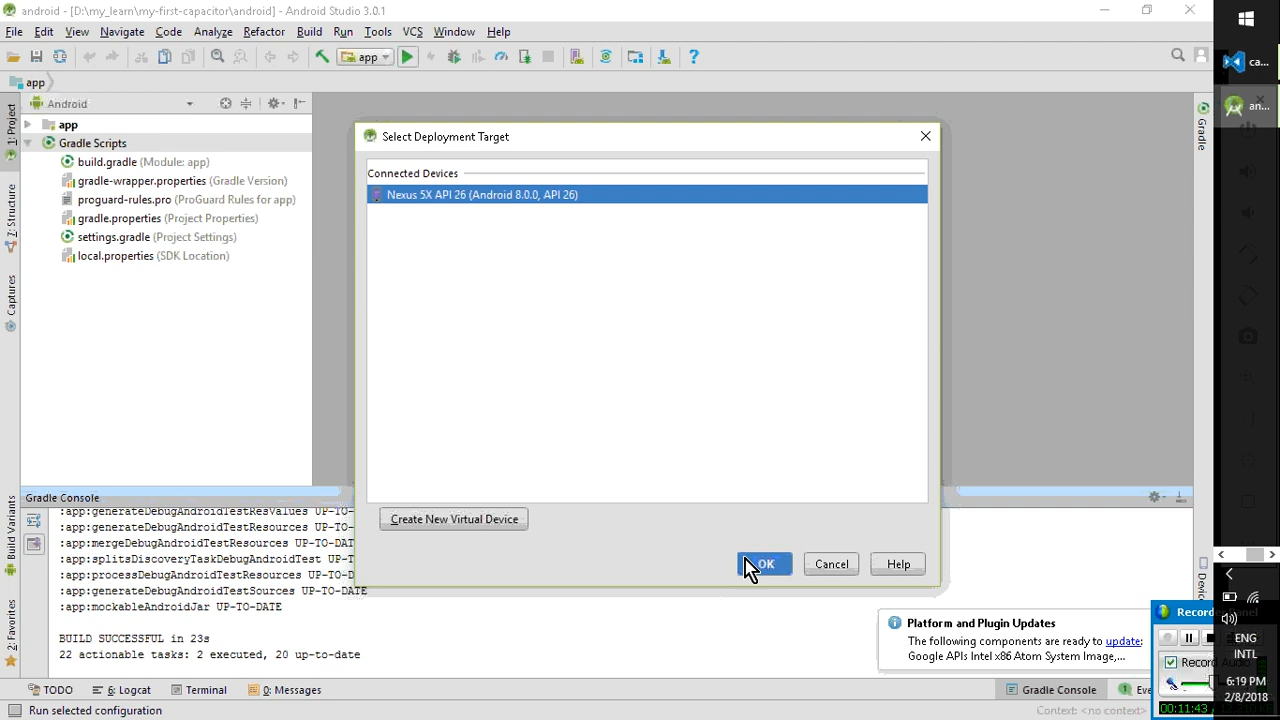 android - [D:\my_learn\my-first-capacitor\android] - Android Studio 3.0.1
File Edit View Navigate Code Analyze Refactor Build Run Tools VCS Window Help
app
app
Android
app
Gradle Scripts
build.gradle (Module: app)
gradle-wrapper.properties (Gradle Version)
proguard-rules.pro (ProGuard Rules for app)
gradle.properties (Project Properties)
settings.gradle (Project Settings)
local.properties (SDK Location)
1: Project
7: Structure
Captures
Build Variants
2: Favorites
Select Deployment Target
Connected Devices
Nexus 5X API 26 (Android 8.0.0, API 26)
Create New Virtual Device
OK
Cancel
Help
Gradle Console
:app:generateDebugAndroidTestResValues UP-TO-
:app:generateDebugAndroidTestResources UP-TO-
:app:mergeDebugAndroidTestResources UP-TO-DAT
:app:splitsDiscoveryTaskDebugAndroidTest UP-T
:app:processDebugAndroidTestResources UP-TO-D
:app:generateDebugAndroidTestSources UP-TO-DATE
:app:mockableAndroidJar UP-TO-DATE
BUILD SUCCESSFUL in 23s
22 actionable tasks: 2 executed, 20 up-to-date
Platform and Plugin Updates
The following components are ready to update:
Google APIs Intel x86 Atom System Image,...
TODO
6: Logcat
Terminal
0: Messages
Gradle Console
Eve
Run selected configuration
Context: <no context>
Gradle
Devic
ca...
an...
Recorder Panel
Record Audio
00:11:43
ENG
INTL
6:19 PM
2/8/2018